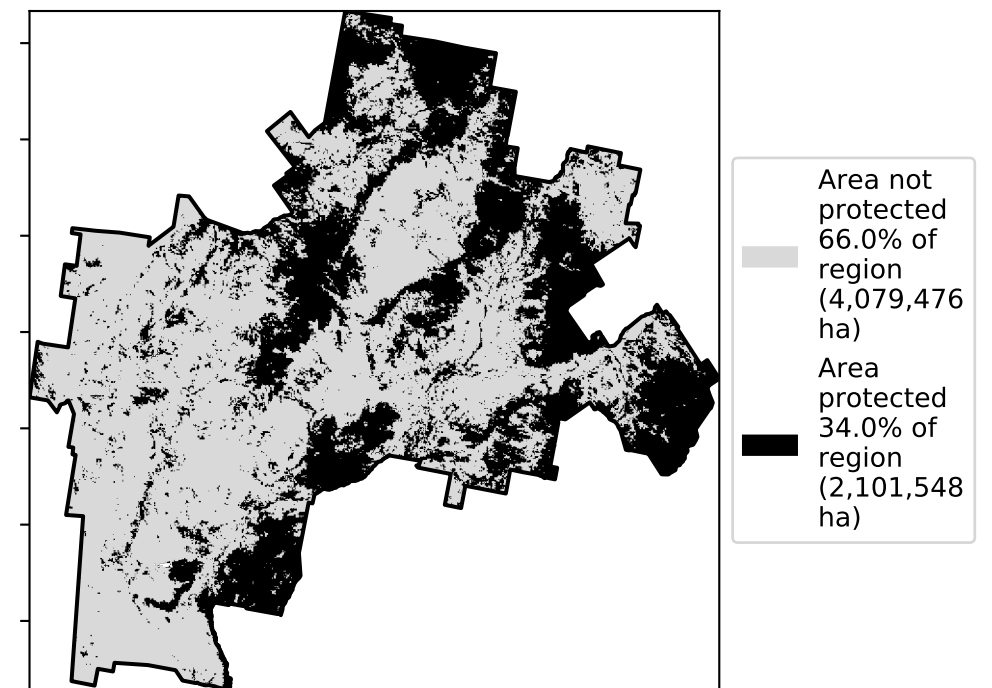 Area not
protected
66.0% of
region
(4,079,476
ha)
Area
protected
34.0% of
region
(2,101,548
ha)